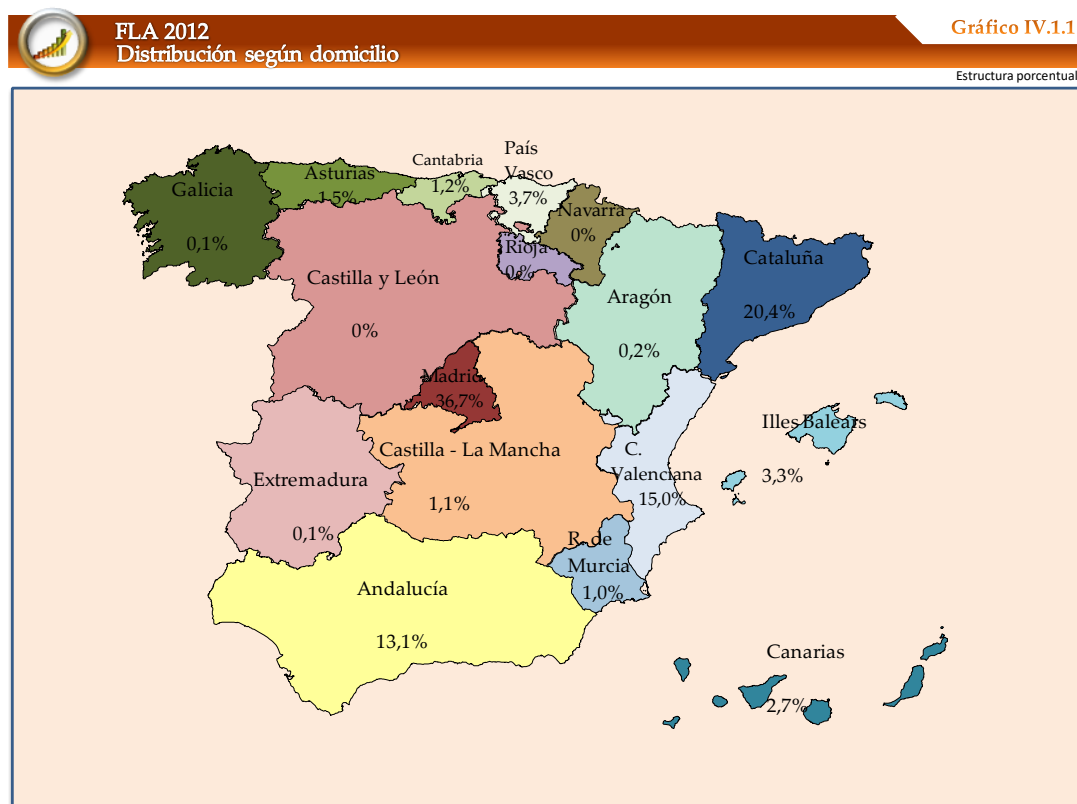 FLA 2012
Distribución según domicilio
Gráfico IV.1.1
Estructura porcentual
País
Vasco
3,7%
Cantabria
1,2%
Asturias
1,5%
Galicia
0,1%
Navarra
0%
Rioja
0%
Cataluña
20,4%
Castilla y León
0%
Aragón
0,2%
Madrid
36,7%
Illes Balears
3,3%
Castilla - La Mancha
1,1%
C.
Valenciana
15,0%
Extremadura
0,1%
R. de
Murcia
1,0%
Andalucía
13,1%
Canarias
2,7%